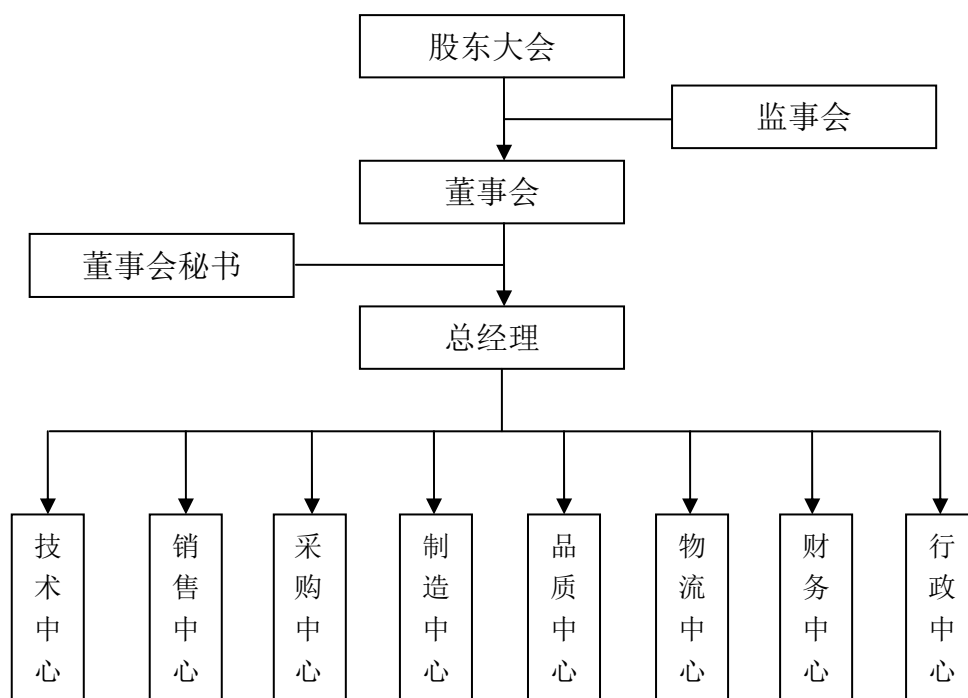 股东大会
监事会
董事会
董事会秘书
总经理
技术中心
销售中心
采购中心
制造中心
品质中心
物流中心
财务中心
行政中心